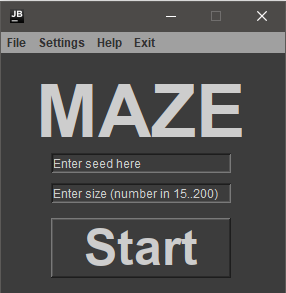 JB
File Settings Help Exit
MAZE
Enter seed here
Enter size (number in 15..200)
Start